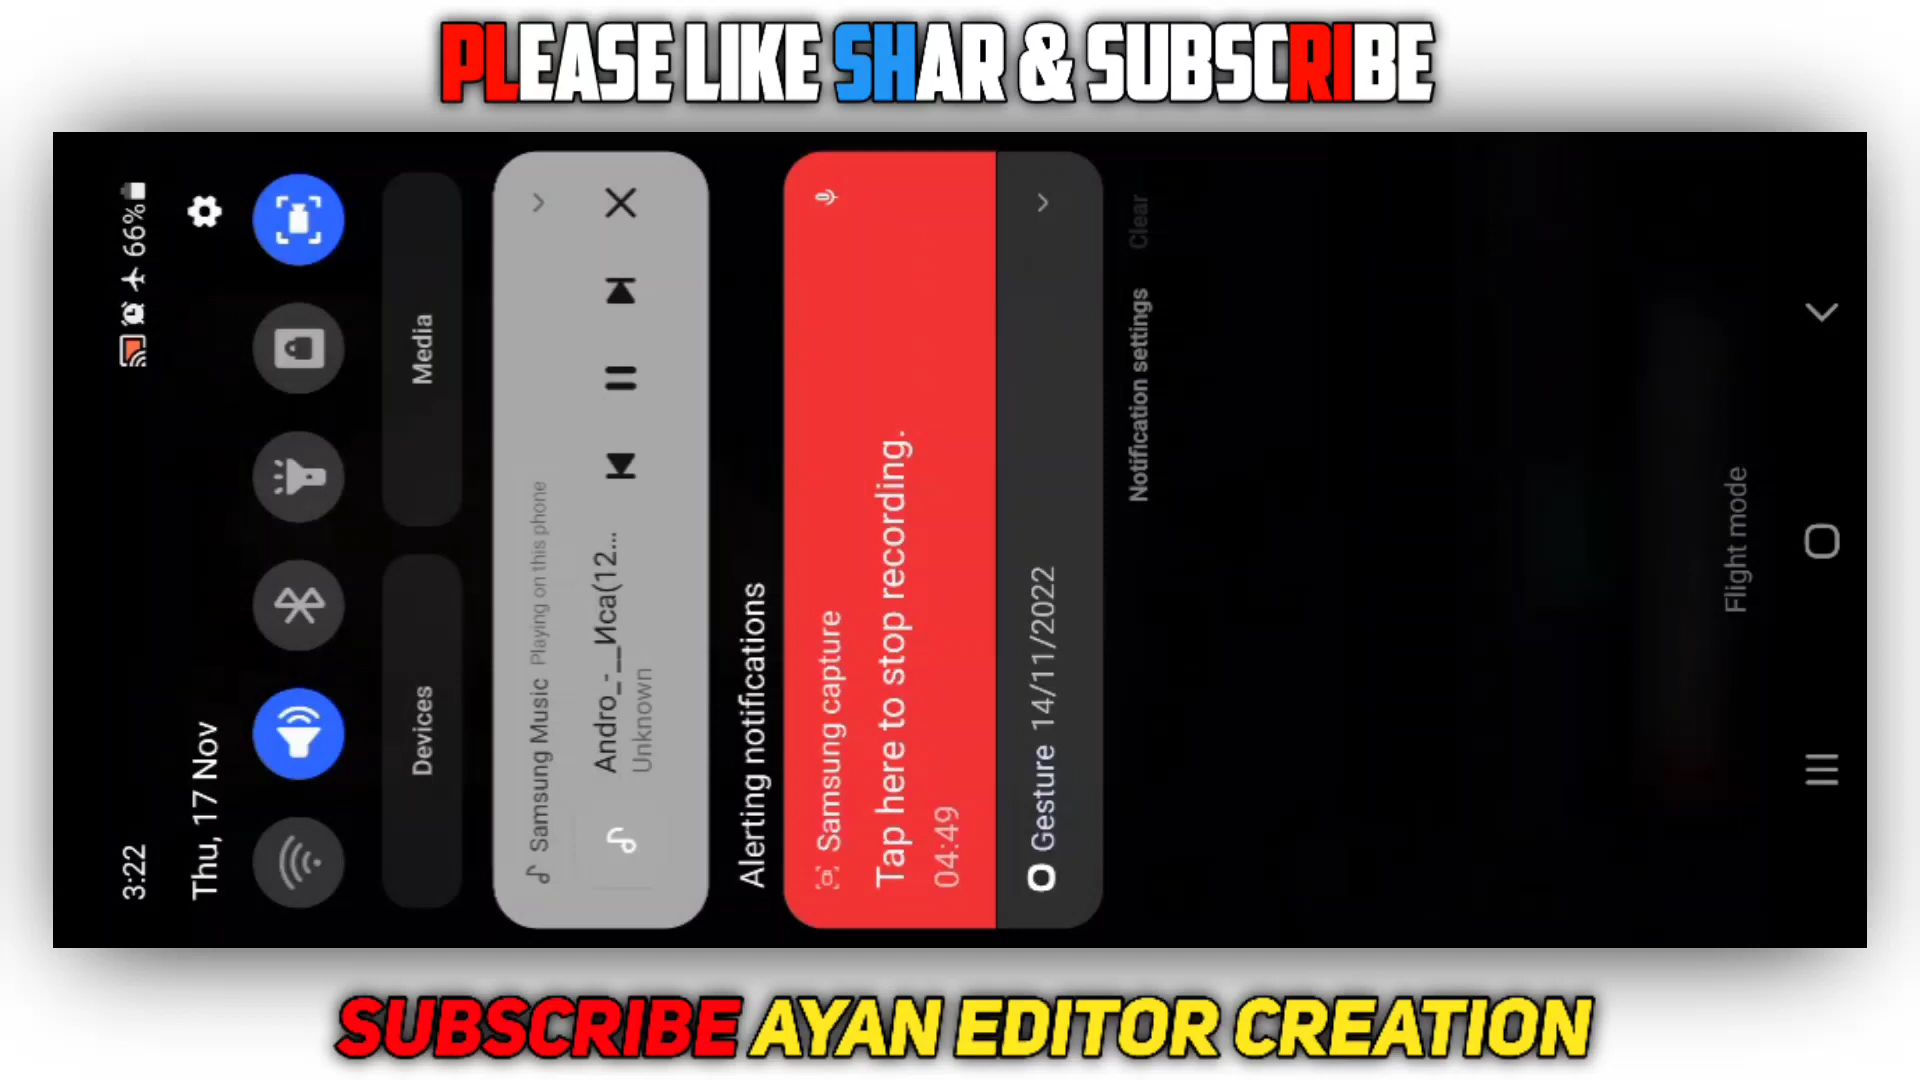 PLEASE LIKE SHAR & SUBSCRIBE
3:22
66%
Thu, 17 Nov
Devices
Media
Samsung Music Playing on this phone
Andro_-__Иса(12...
Unknown
Alerting notifications
Samsung capture
Tap here to stop recording.
04:49
Gesture 14/11/2022
Notification settings
Clear
Flight mode
SUBSCRIBE AYAN EDITOR CREATION